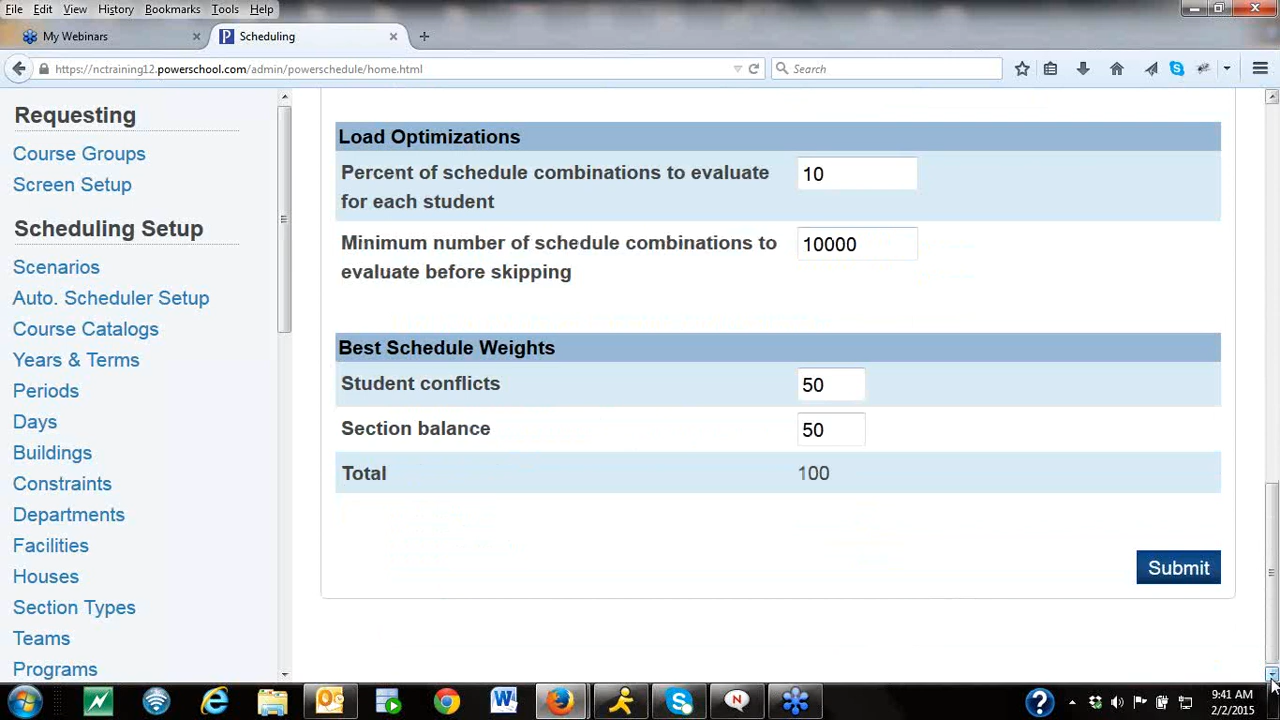 File Edit View History Bookmarks Tools Help
My Webinars × Scheduling × +
https://nctraining12.powerschool.com/admin/powerschedule/home.html Search
Requesting
Course Groups
Screen Setup
Scheduling Setup
Scenarios
Auto. Scheduler Setup
Course Catalogs
Years & Terms
Periods
Days
Buildings
Constraints
Departments
Facilities
Houses
Section Types
Teams
Programs
Load Optimizations
Percent of schedule combinations to evaluate
for each student
10
Minimum number of schedule combinations to
evaluate before skipping
10000
Best Schedule Weights
Student conflicts 50
Section balance 50
Total 100
Submit
9:41 AM
2/2/2015